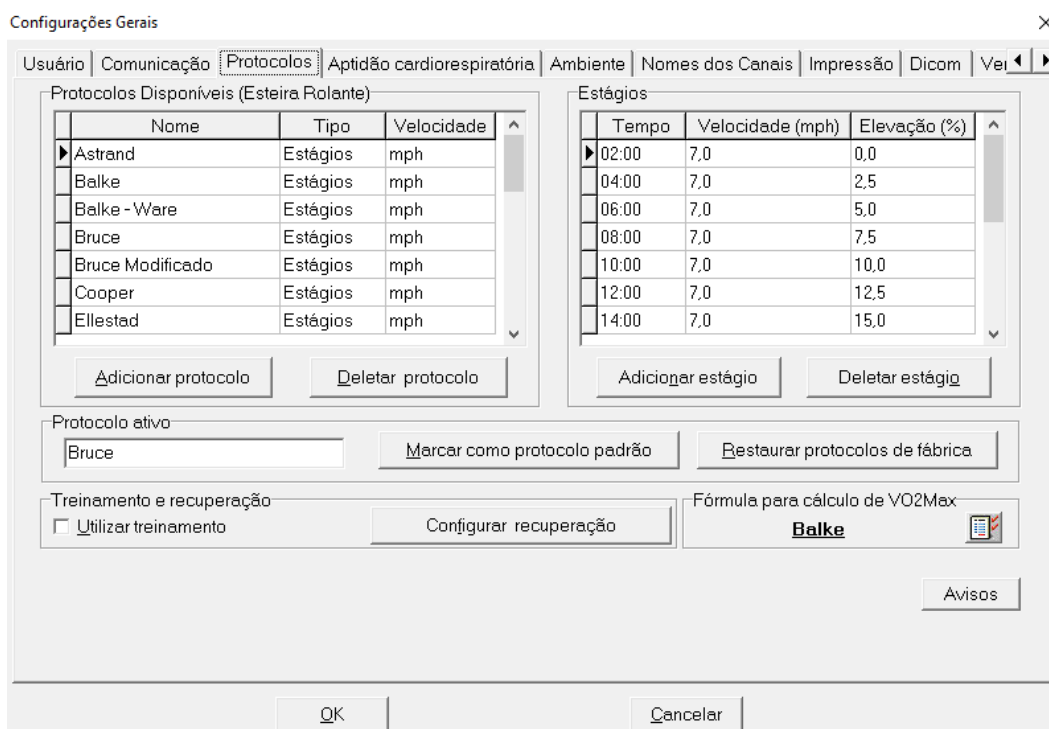 Configurações Gerais
Usuário Comunicação Protocolos Aptidão cardiorespiratória Ambiente Nomes dos Canais Impressão Dicom
Protocolos Disponíveis (Esteira Rolante)
Nome Tipo Velocidade
Astrand Estágios mph
Balke Estágios mph
Balke - Ware Estágios mph
Bruce Estágios mph
Bruce Modificado Estágios mph
Cooper Estágios mph
Ellestad Estágios mph
Adicionar protocolo Deletar protocolo
Estágios
Tempo Velocidade (mph) Elevação (%)
02:00 7,0 0,0
04:00 7,0 2,5
06:00 7,0 5,0
08:00 7,0 7,5
10:00 7,0 10,0
12:00 7,0 12,5
14:00 7,0 15,0
Adicionar estágio Deletar estágio
Protocolo ativo
Bruce Marcar como protocolo padrão Restaurar protocolos de fábrica
Treinamento e recuperação
Utilizar treinamento Configurar recuperação
Fórmula para cálculo de VO2Max
Balke
Avisos
OK Cancelar